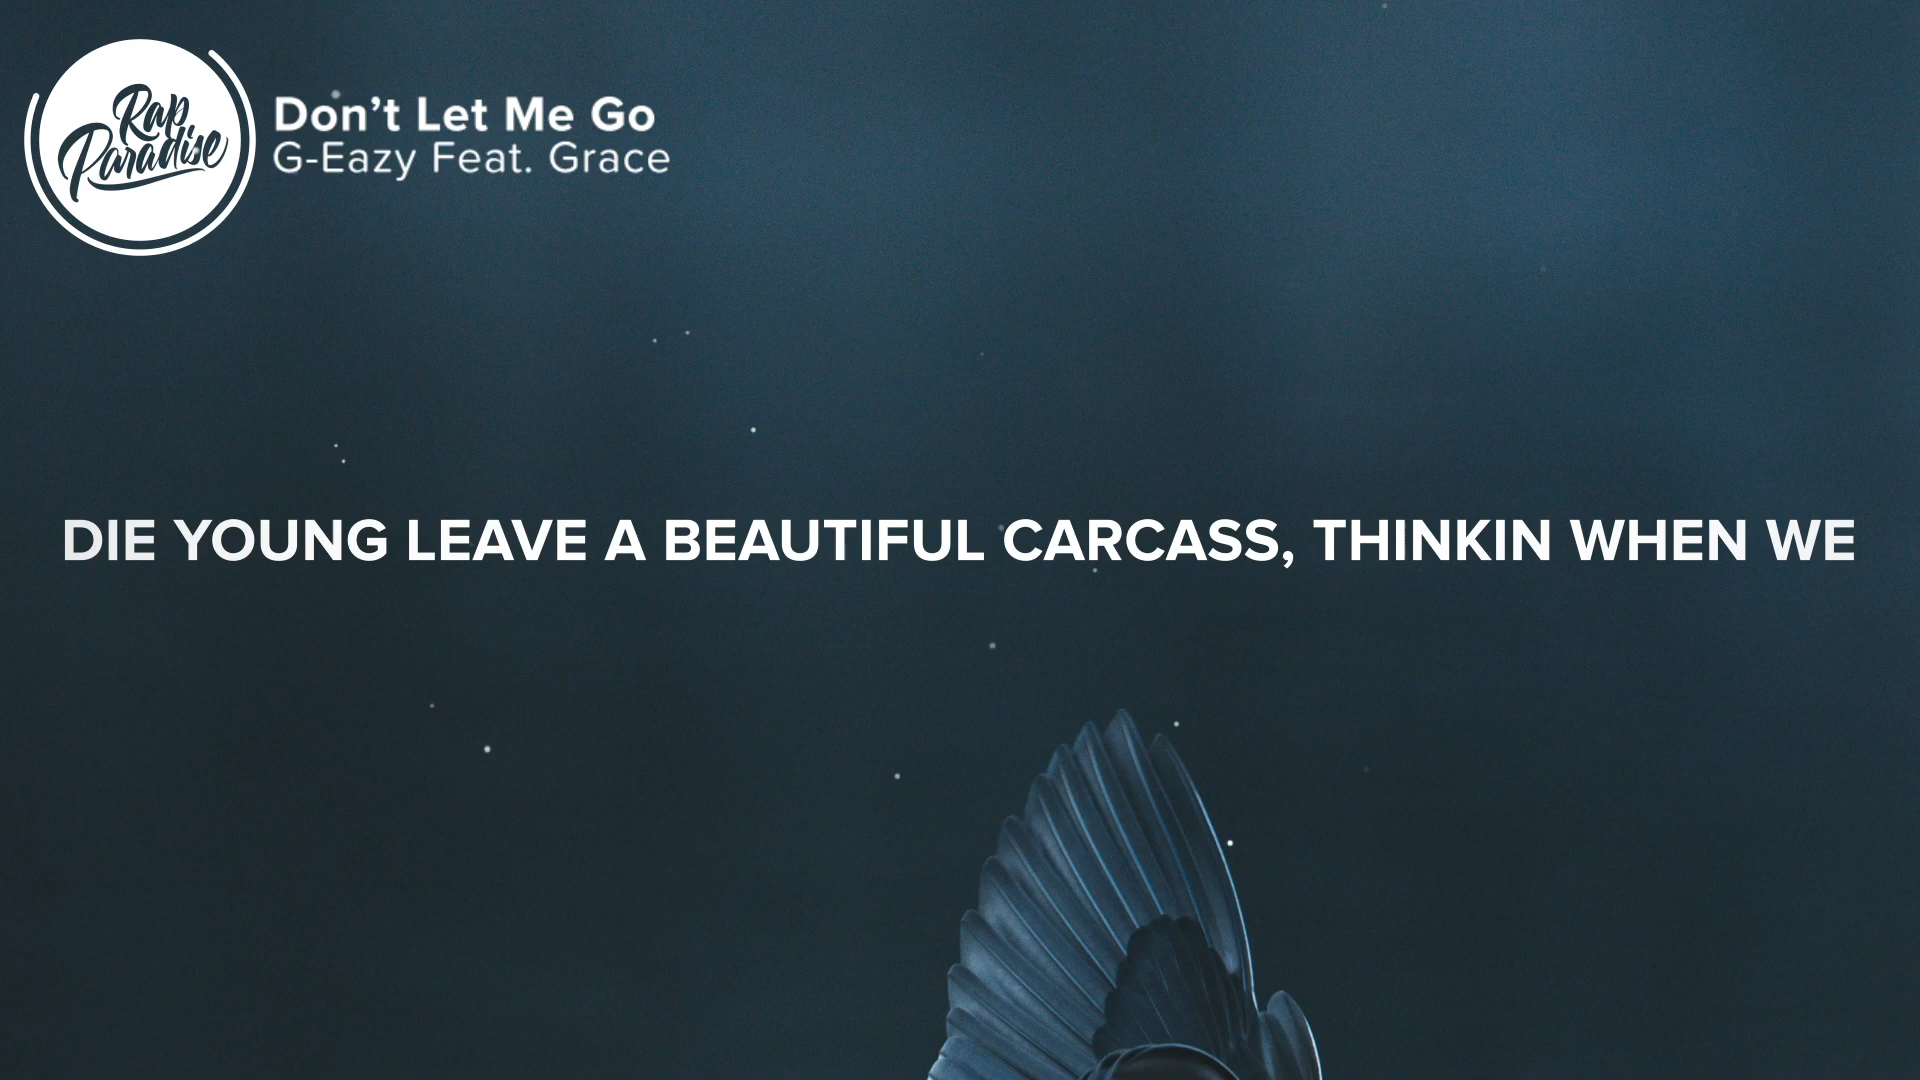 Rap
Paradise
Don't Let Me Go
G-Eazy Feat. Grace
DIE YOUNG LEAVE A BEAUTIFUL CARCASS, THINKIN WHEN WE